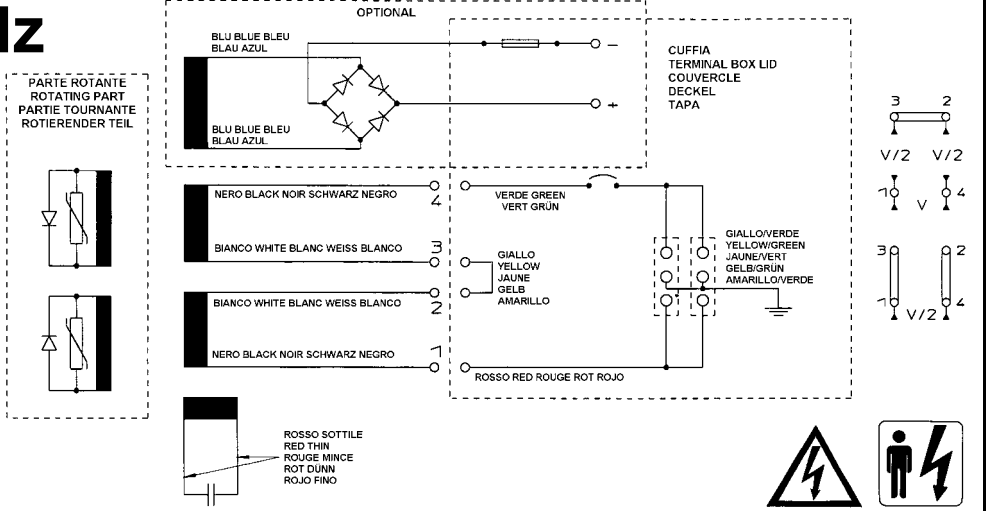 lz
OPTIONAL
BLU BLUE BLEU
BLAU AZUL
−
+
BLU BLUE BLEU
BLAU AZUL
CUFFIA
TERMINAL BOX LID
COUVERCLE
DECKEL
TAPA
PARTE ROTANTE
ROTATING PART
PARTIE TOURNANTE
ROTIERENDER TEIL
NERO BLACK NOIR SCHWARZ NEGRO
4
VERDE GREEN
VERT GRÜN
BIANCO WHITE BLANC WEISS BLANCO
3
GIALLO
YELLOW
JAUNE
GELB
AMARILLO
BIANCO WHITE BLANC WEISS BLANCO
2
NERO BLACK NOIR SCHWARZ NEGRO
1
ROSSO RED ROUGE ROT ROJO
GIALLO/VERDE
YELLOW/GREEN
JAUNE/VERT
GELB/GRÜN
AMARILLO/VERDE
3 2
V/2 V/2
1 V 4
3 2
1 V/2 4
ROSSO SOTTILE
RED THIN
ROUGE MINCE
ROT DÜNN
ROJO FINO